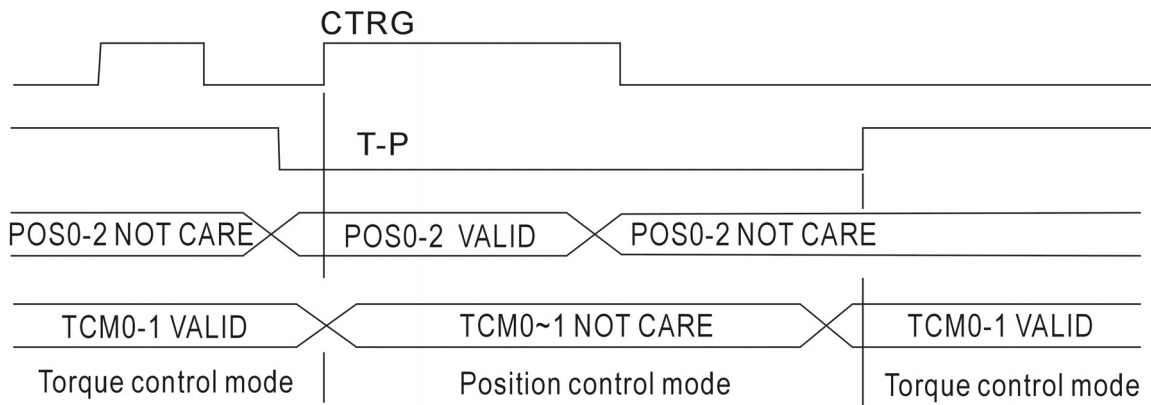 CTRG
T-P
POS0-2 NOT CARE POS0-2 VALID POS0-2 NOT CARE
TCM0-1 VALID TCM0~1 NOT CARE TCM0-1 VALID
Torque control mode Position control mode Torque control mode